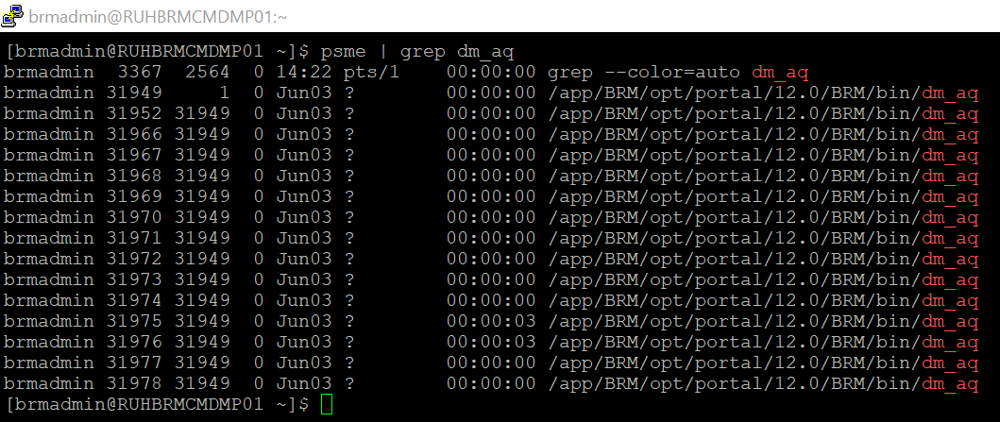 brmadmin@RUHBRMCMDMP01:~
[brmadmin@RUHBRMCMDMP01 ~]$ psme | grep dm_aq
brmadmin  3367  2564  0 14:22 pts/1    00:00:00 grep --color=auto dm_aq
brmadmin 31949     1  0 Jun03 ?        00:00:00 /app/BRM/opt/portal/12.0/BRM/bin/dm_aq
brmadmin 31952 31949  0 Jun03 ?        00:00:00 /app/BRM/opt/portal/12.0/BRM/bin/dm_aq
brmadmin 31966 31949  0 Jun03 ?        00:00:00 /app/BRM/opt/portal/12.0/BRM/bin/dm_aq
brmadmin 31967 31949  0 Jun03 ?        00:00:00 /app/BRM/opt/portal/12.0/BRM/bin/dm_aq
brmadmin 31968 31949  0 Jun03 ?        00:00:00 /app/BRM/opt/portal/12.0/BRM/bin/dm_aq
brmadmin 31969 31949  0 Jun03 ?        00:00:00 /app/BRM/opt/portal/12.0/BRM/bin/dm_aq
brmadmin 31970 31949  0 Jun03 ?        00:00:00 /app/BRM/opt/portal/12.0/BRM/bin/dm_aq
brmadmin 31971 31949  0 Jun03 ?        00:00:00 /app/BRM/opt/portal/12.0/BRM/bin/dm_aq
brmadmin 31972 31949  0 Jun03 ?        00:00:00 /app/BRM/opt/portal/12.0/BRM/bin/dm_aq
brmadmin 31973 31949  0 Jun03 ?        00:00:00 /app/BRM/opt/portal/12.0/BRM/bin/dm_aq
brmadmin 31974 31949  0 Jun03 ?        00:00:00 /app/BRM/opt/portal/12.0/BRM/bin/dm_aq
brmadmin 31975 31949  0 Jun03 ?        00:00:03 /app/BRM/opt/portal/12.0/BRM/bin/dm_aq
brmadmin 31976 31949  0 Jun03 ?        00:00:03 /app/BRM/opt/portal/12.0/BRM/bin/dm_aq
brmadmin 31977 31949  0 Jun03 ?        00:00:00 /app/BRM/opt/portal/12.0/BRM/bin/dm_aq
brmadmin 31978 31949  0 Jun03 ?        00:00:00 /app/BRM/opt/portal/12.0/BRM/bin/dm_aq
[brmadmin@RUHBRMCMDMP01 ~]$